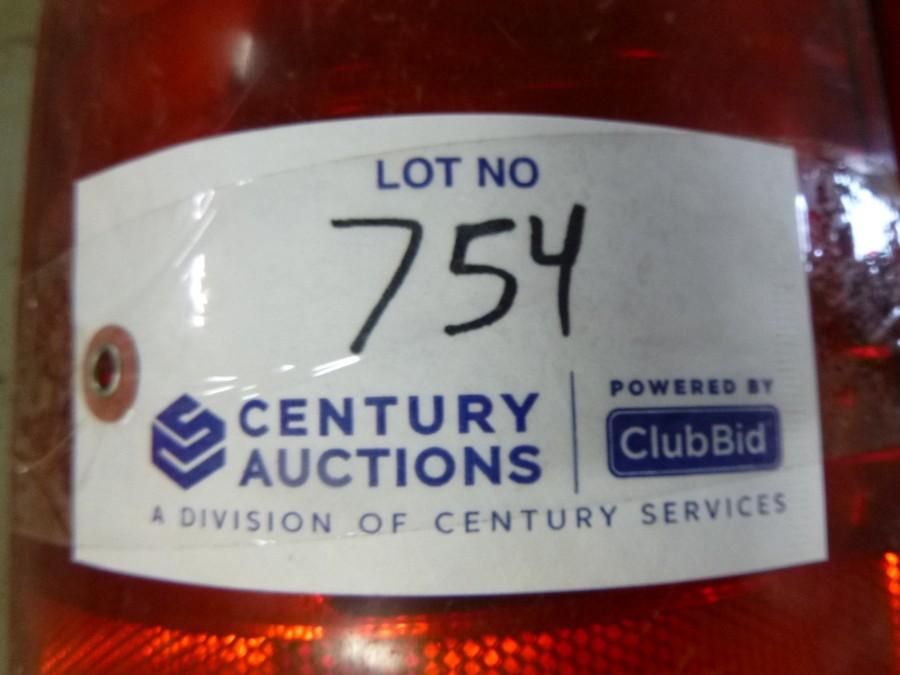 LOT NO
754
CENTURY
AUCTIONS
POWERED BY
ClubBid
A DIVISION OF CENTURY SERVICES